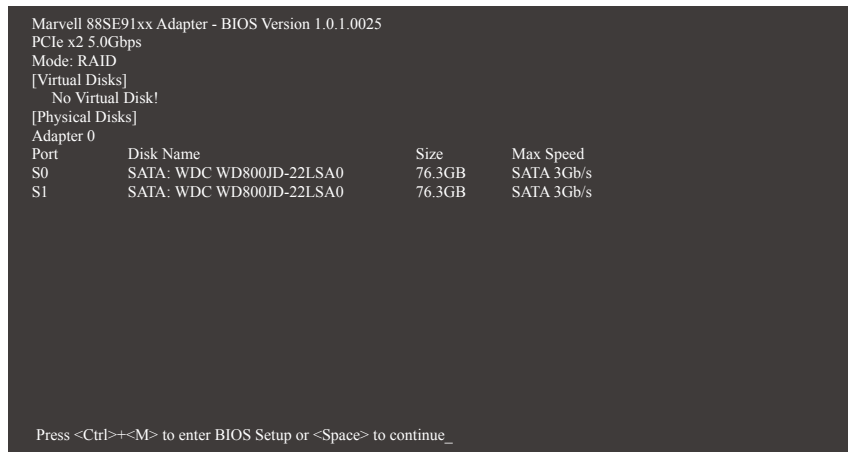 Marvell 88SE91xx Adapter - BIOS Version 1.0.1.0025
PCIe x2 5.0Gbps
Mode: RAID
[Virtual Disks]
No Virtual Disk!
[Physical Disks]
Adapter 0
Port Disk Name Size Max Speed
S0 SATA: WDC WD800JD-22LSA0 76.3GB SATA 3Gb/s
S1 SATA: WDC WD800JD-22LSA0 76.3GB SATA 3Gb/s
Press <Ctrl>+<M> to enter BIOS Setup or <Space> to continue_